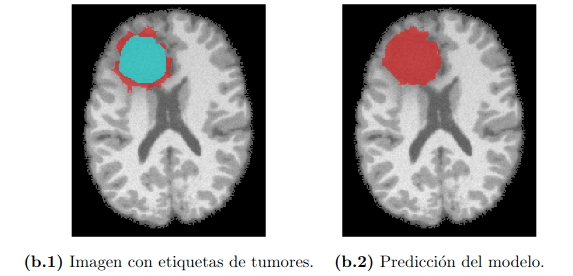 (b.1) Imagen con etiquetas de tumores.
(b.2) Predicción del modelo.